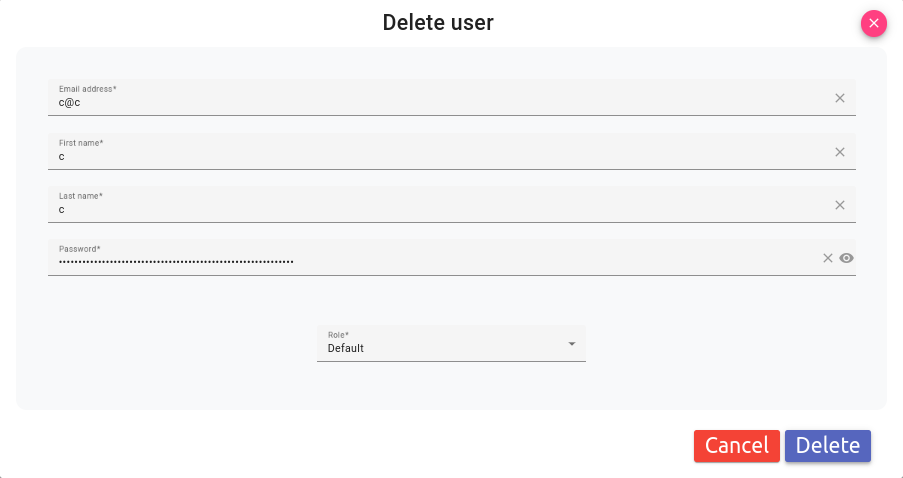 Delete user
Email address*
c@c
First name*
c
Last name*
c
Password*
••••••••••••••••••••••••••••••••••••••••••••••••••••••••••••
Role*
Default
Cancel Delete